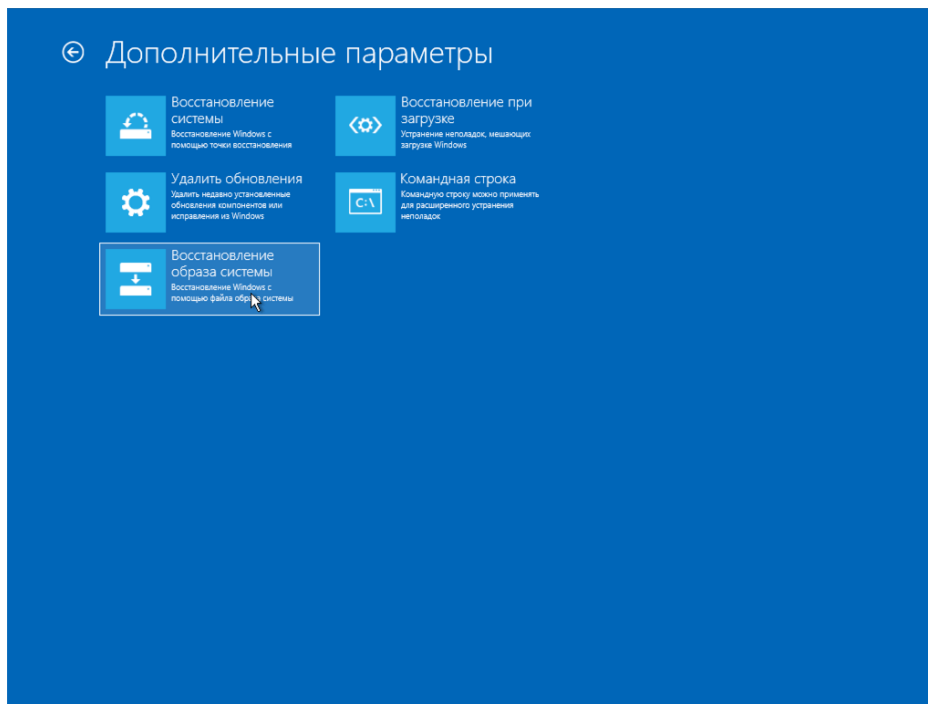 Дополнительные параметры
Восстановление
системы
Восстановление Windows с
помощью точки восстановления
Восстановление при
загрузке
Устранение неполадок, мешающих
загрузке Windows
Удалить обновления
Удалить недавно установленные
обновления компонентов или
исправления из Windows
C:\
Командная строка
Командную строку можно применять
для расширенного устранения
неполадок
Восстановление
образа системы
Восстановление Windows с
помощью файла образа системы